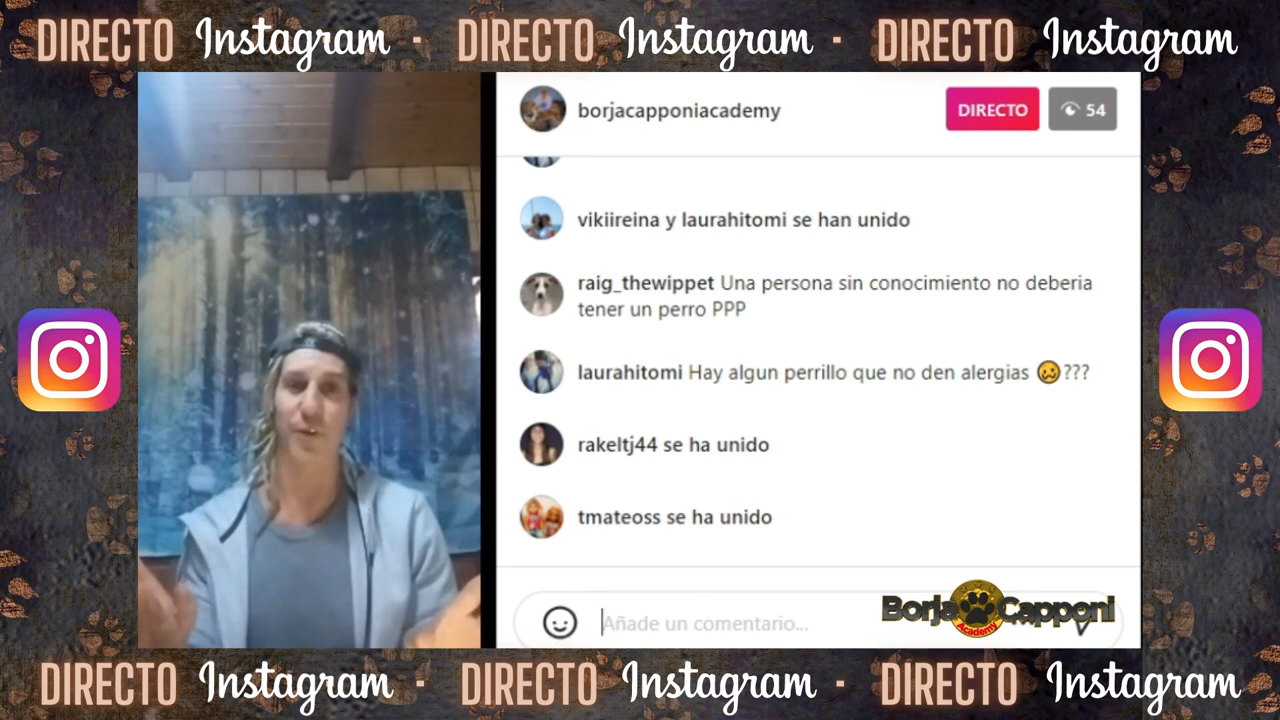 DIRECTO Instagram · DIRECTO Instagram · DIRECTO Instagram
borjacapponiacademy DIRECTO 54
vikiireina y laurahitomi se han unido
raig_thewippet Una persona sin conocimiento no deberia
tener un perro PPP
laurahitomi Hay algun perrillo que no den alergias 🥴???
rakeltj44 se ha unido
tmateoss se ha unido
Añade un comentario...
Borja Capponi
Academy
DIRECTO Instagram · DIRECTO Instagram · DIRECTO Instagram